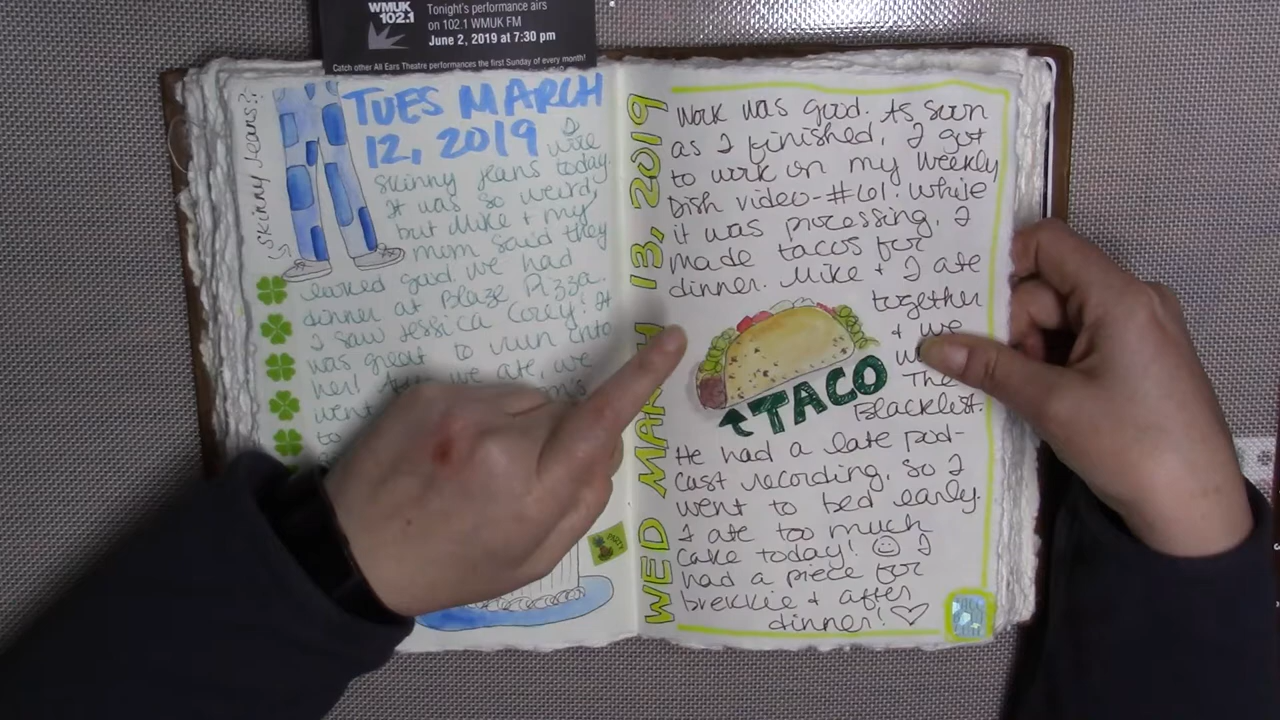 WMUK
102.1
Tonight's performance airs
on 102.1 WMUK FM
June 2, 2019 at 7:30 pm
Catch other All Ears Theatre performances the first Sunday of every month!
Skinny Jeans?
TUES MARCH
12, 2019
I wore
skinny jeans today.
It was so weird,
but Mike + my
mom said they
looked good. We had
dinner at Blaze Pizza.
I saw Jessica Corey! It
was great to run into
her! After we ate, we
went
to
WED MARCH 13, 2019
Work was good. As soon
as I finished, I got
to work on my Weekly
Dish video - #61. While
it was processing, I
made tacos for
dinner. Mike + I ate
together
+ we
The
Blacklist.
TACO
He had a late pod-
cast recording, so I
went to bed early.
I ate too much
cake today! I
had a piece for
brekkie + after
dinner!